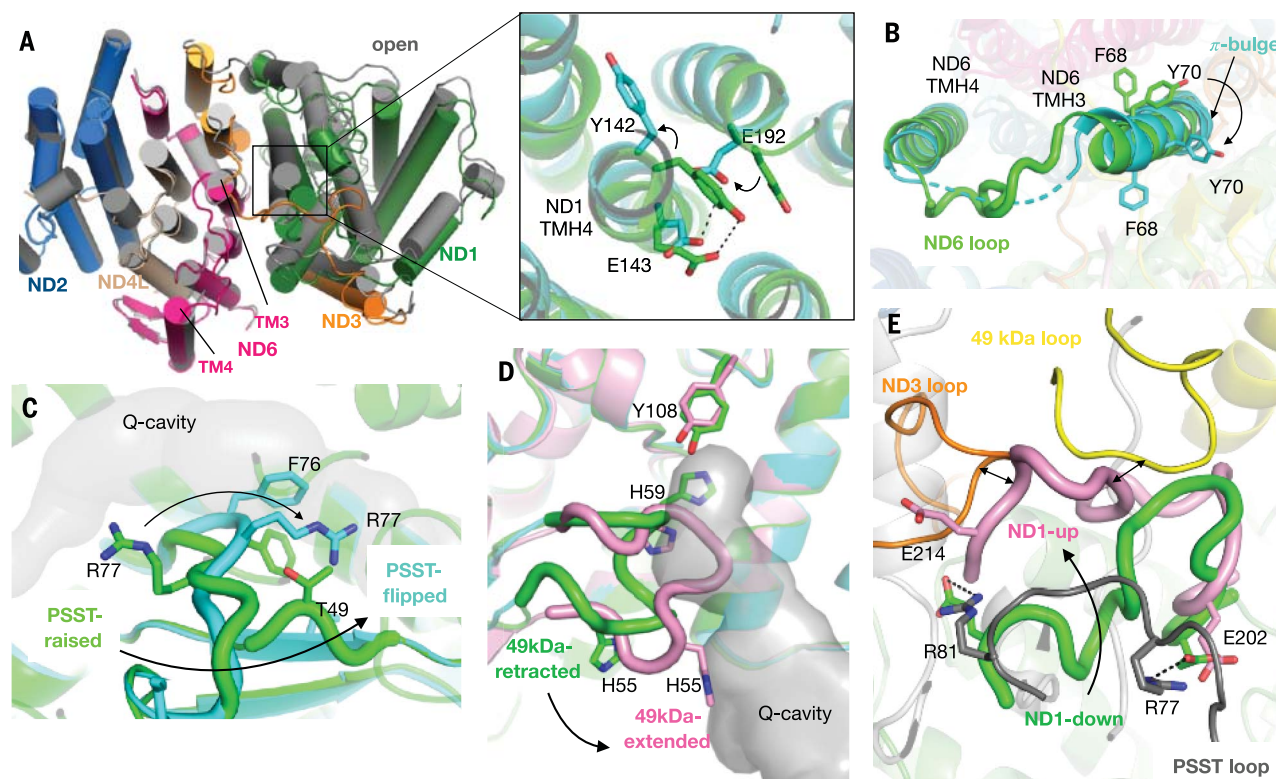 A
open
ND2
ND4L
TM3
ND6
TM4
ND3
ND1
Y142
E192
ND1
TMH4
E143
B
ND6
TMH4
ND6
TMH3
F68
Y70
π-bulge
Y70
F68
ND6 loop
C
Q-cavity
F76
R77
R77
PSST-
flipped
T49
PSST-
raised
D
Y108
H59
49kDa-
retracted
H55
H55
49kDa-
extended
Q-cavity
E
49 kDa loop
ND3 loop
E214
ND1-up
R81
E202
R77
ND1-down
PSST loop